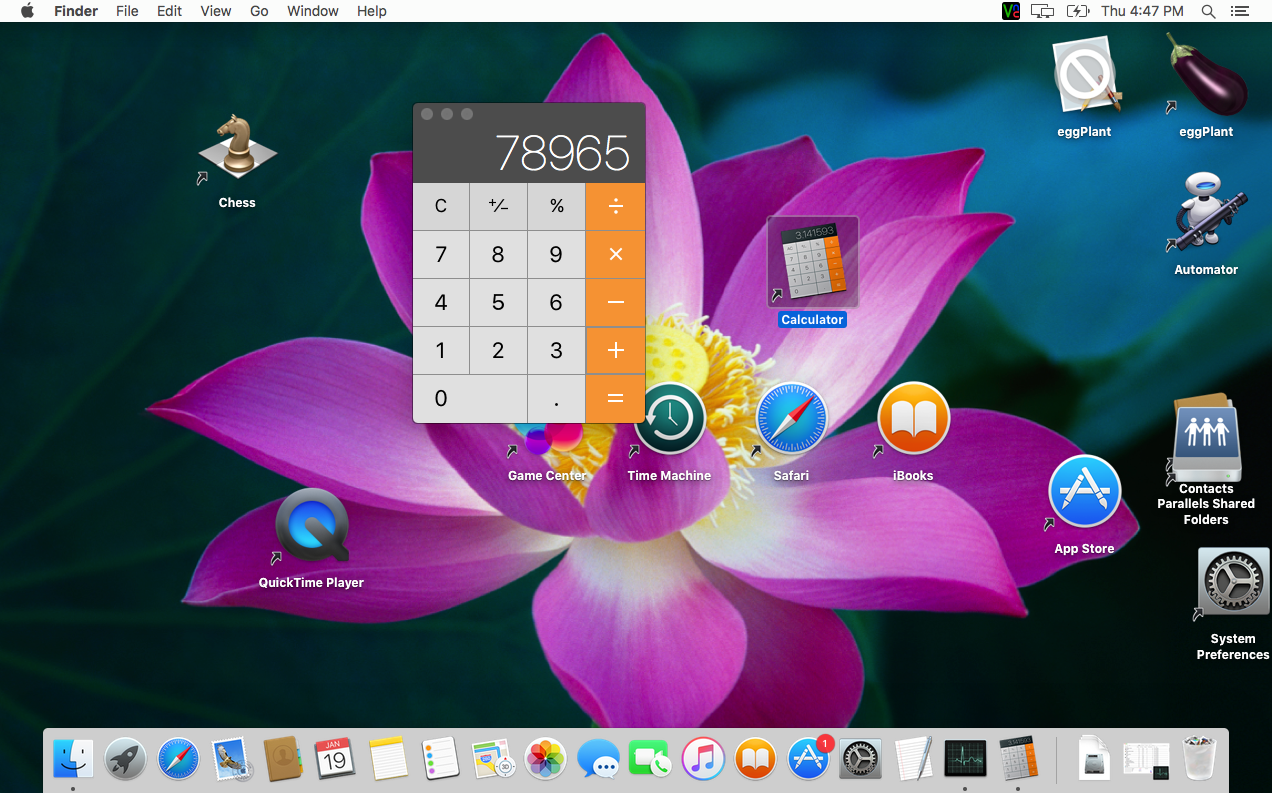 Finder File Edit View Go Window Help
Thu 4:47 PM
eggPlant
eggPlant
Chess
78965
C +⁄− % ÷
7 8 9 ×
4 5 6 −
1 2 3 +
0 . =
3.141593
Calculator
Automator
Game Center
Time Machine
Safari
iBooks
Contacts
Parallels Shared
Folders
App Store
QuickTime Player
System
Preferences
JAN
19
3D
1